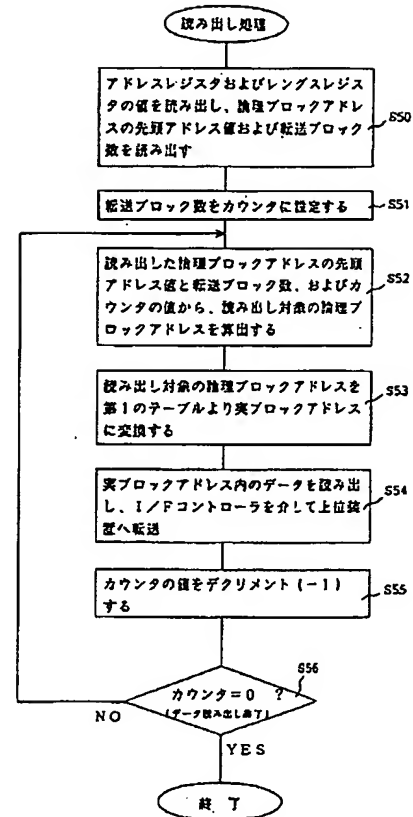 読み出し処理
アドレスレジスタおよびレングスレジス
タの値を読み出し、論理ブロックアドレ
スの先頭アドレス値および転送ブロック
数を読み出す
S50
転送ブロック数をカウンタに設定する
S51
読み出した論理ブロックアドレスの先頭
アドレス値と転送ブロック数、およびカウ
ンタの値から、読み出し対象の論理ブロ
ックアドレスを算出する
S52
読み出し対象の論理ブロックアドレスを
第1のテーブルより実ブロックアドレス
に変換する
S53
実ブロックアドレス内のデータを読み出
し、I/Fコントローラを介して上位装
置へ転送
S54
カウンタの値をデクリメント(-1)
する
S55
S56
カウンタ=0 ?
(データ読み出し終了)
NO
YES
終 了